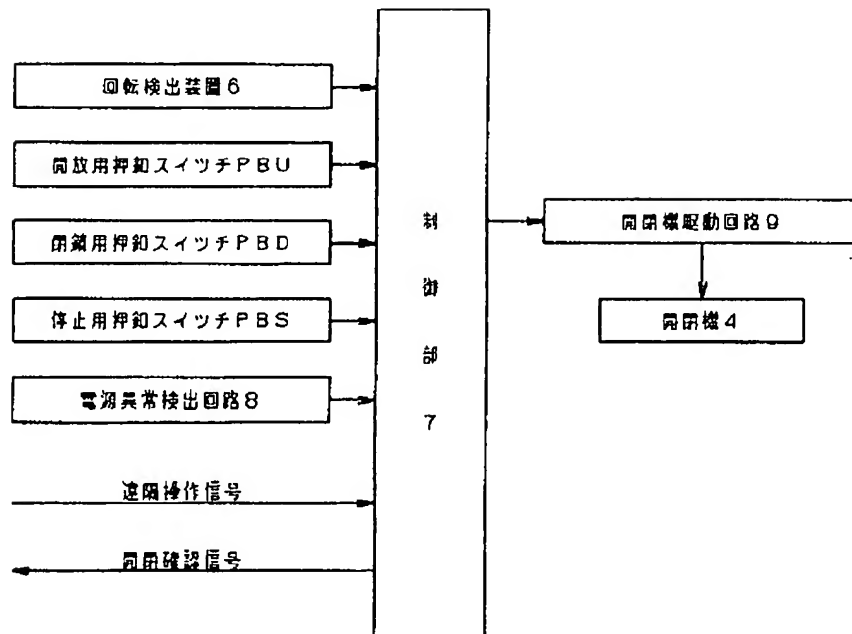 回転検出装置6
開放用押釦スイッチPBU
閉鎖用押釦スイッチPBD
停止用押釦スイッチPBS
電源異常検出回路8
遠隔操作信号
開閉確認信号
制御部7
開閉機駆動回路9
開閉機4